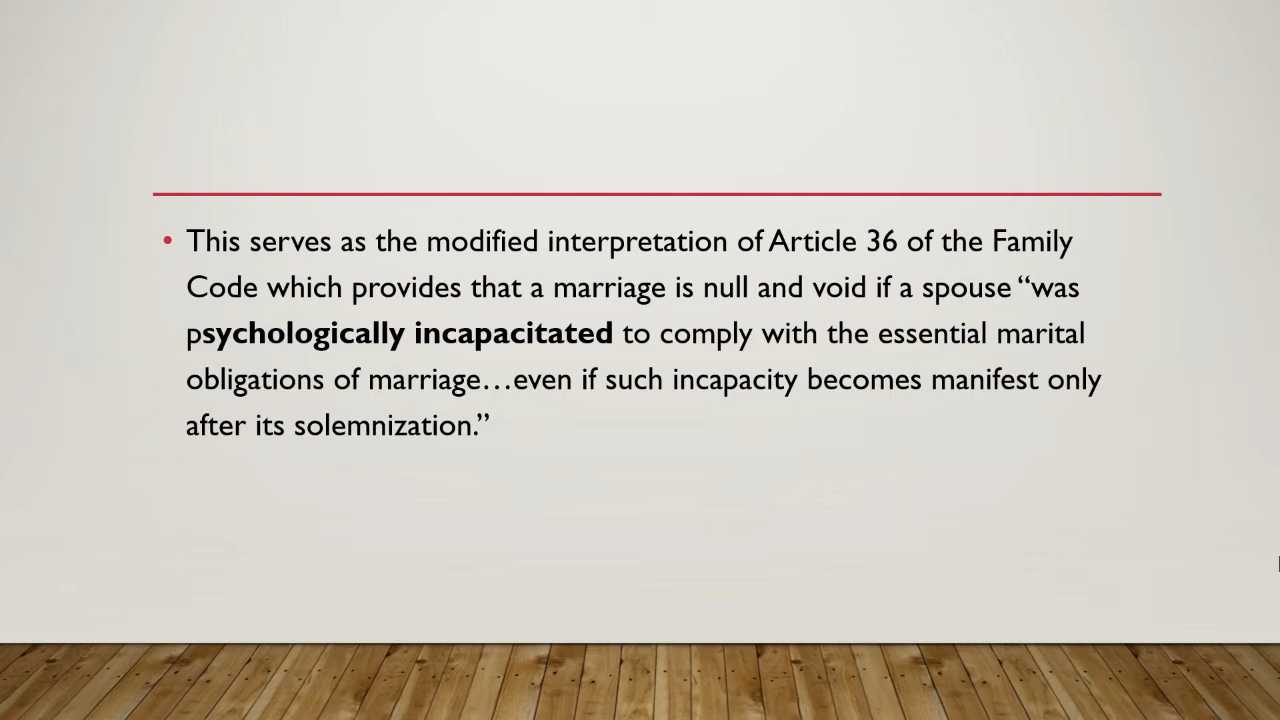 • This serves as the modified interpretation of Article 36 of the Family
Code which provides that a marriage is null and void if a spouse “was
psychologically incapacitated to comply with the essential marital
obligations of marriage…even if such incapacity becomes manifest only
after its solemnization.”